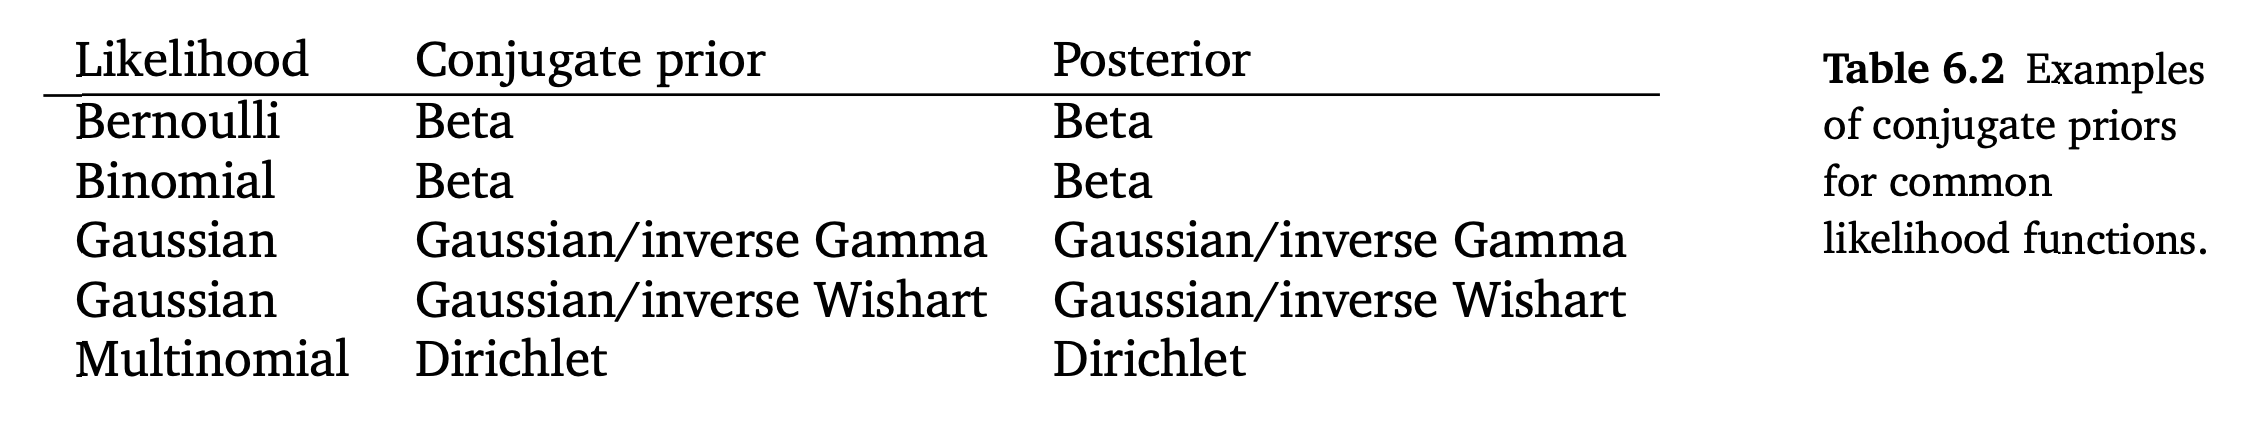 Likelihood Conjugate prior Posterior
Bernoulli Beta Beta
Binomial Beta Beta
Gaussian Gaussian/inverse Gamma Gaussian/inverse Gamma
Gaussian Gaussian/inverse Wishart Gaussian/inverse Wishart
Multinomial Dirichlet Dirichlet
Table 6.2 Examples
of conjugate priors
for common
likelihood functions.